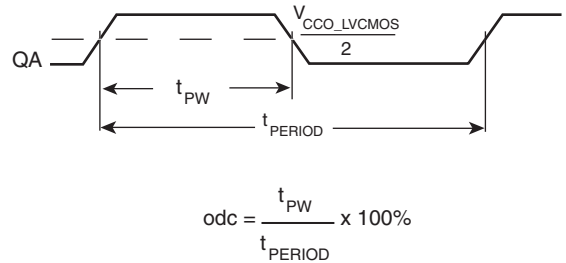 V_CCO_LVCMOS
2
QA
t_PW
t_PERIOD
odc = t_PW / t_PERIOD x 100%